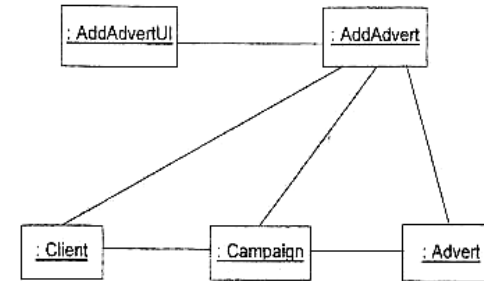 : AddAdvertUI
: AddAdvert
: Client
: Campaign
: Advert